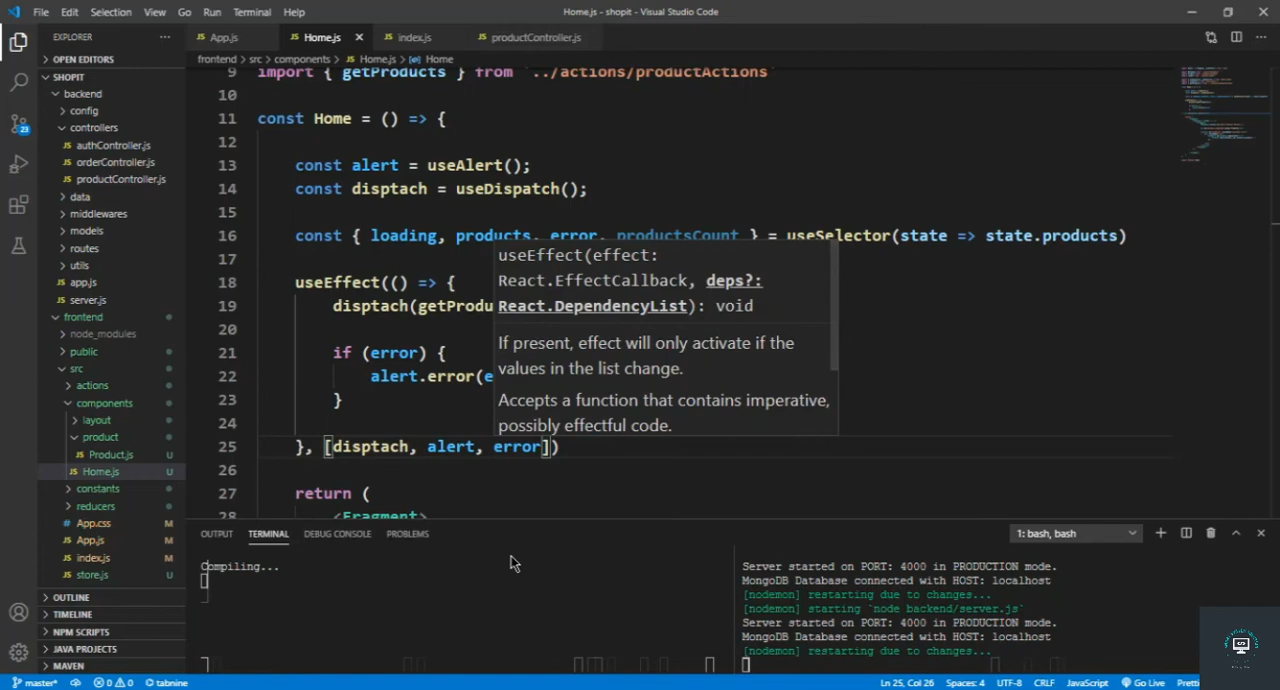 File Edit Selection View Go Run Terminal Help
Home.js - shopit - Visual Studio Code
EXPLORER
OPEN EDITORS
SHOPIT
backend
config
controllers
authController.js
orderController.js
productController.js
data
middlewares
models
routes
utils
app.js
server.js
frontend
node_modules
public
src
actions
components
layout
product
Product.js U
Home.js U
constants
reducers
App.css M
App.js M
index.js M
store.js U
OUTLINE
TIMELINE
NPM SCRIPTS
JAVA PROJECTS
MAVEN
23
App.js Home.js index.js productController.js
frontend > src > components > Home.js > Home
9 import { getProducts } from '../actions/productActions'
10
11 const Home = () => {
12
13 const alert = useAlert();
14 const disptach = useDispatch();
15
16 const { loading, products, error, productsCount } = useSelector(state => state.products)
17
18 useEffect(() => {
19 disptach(getProdu
20
21 if (error) {
22 alert.error(e
23 }
24
25 }, [disptach, alert, error])
26
27 return (
28 <Fragment>
useEffect(effect:
React.EffectCallback, deps?:
React.DependencyList): void
If present, effect will only activate if the
values in the list change.
Accepts a function that contains imperative,
possibly effectful code.
OUTPUT TERMINAL DEBUG CONSOLE PROBLEMS
1: bash, bash
Compiling...
Server started on PORT: 4000 in PRODUCTION mode.
MongoDB Database connected with HOST: localhost
[nodemon] restarting due to changes...
[nodemon] starting `node backend/server.js`
Server started on PORT: 4000 in PRODUCTION mode.
MongoDB Database connected with HOST: localhost
[nodemon] restarting due to changes...
master* 0 0 tabnine
Ln 25, Col 26 Spaces: 4 UTF-8 CRLF JavaScript Go Live Pretti